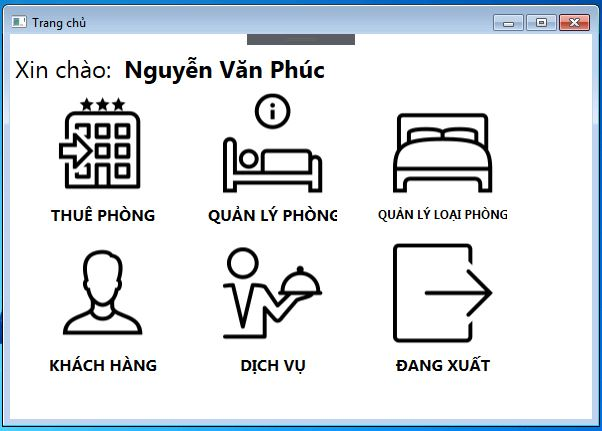 Trang chủ
Xin chào: Nguyễn Văn Phúc
THUÊ PHÒNG
QUẢN LÝ PHÒNG
QUẢN LÝ LOẠI PHÒNG
KHÁCH HÀNG
DỊCH VỤ
ĐANG XUẤT